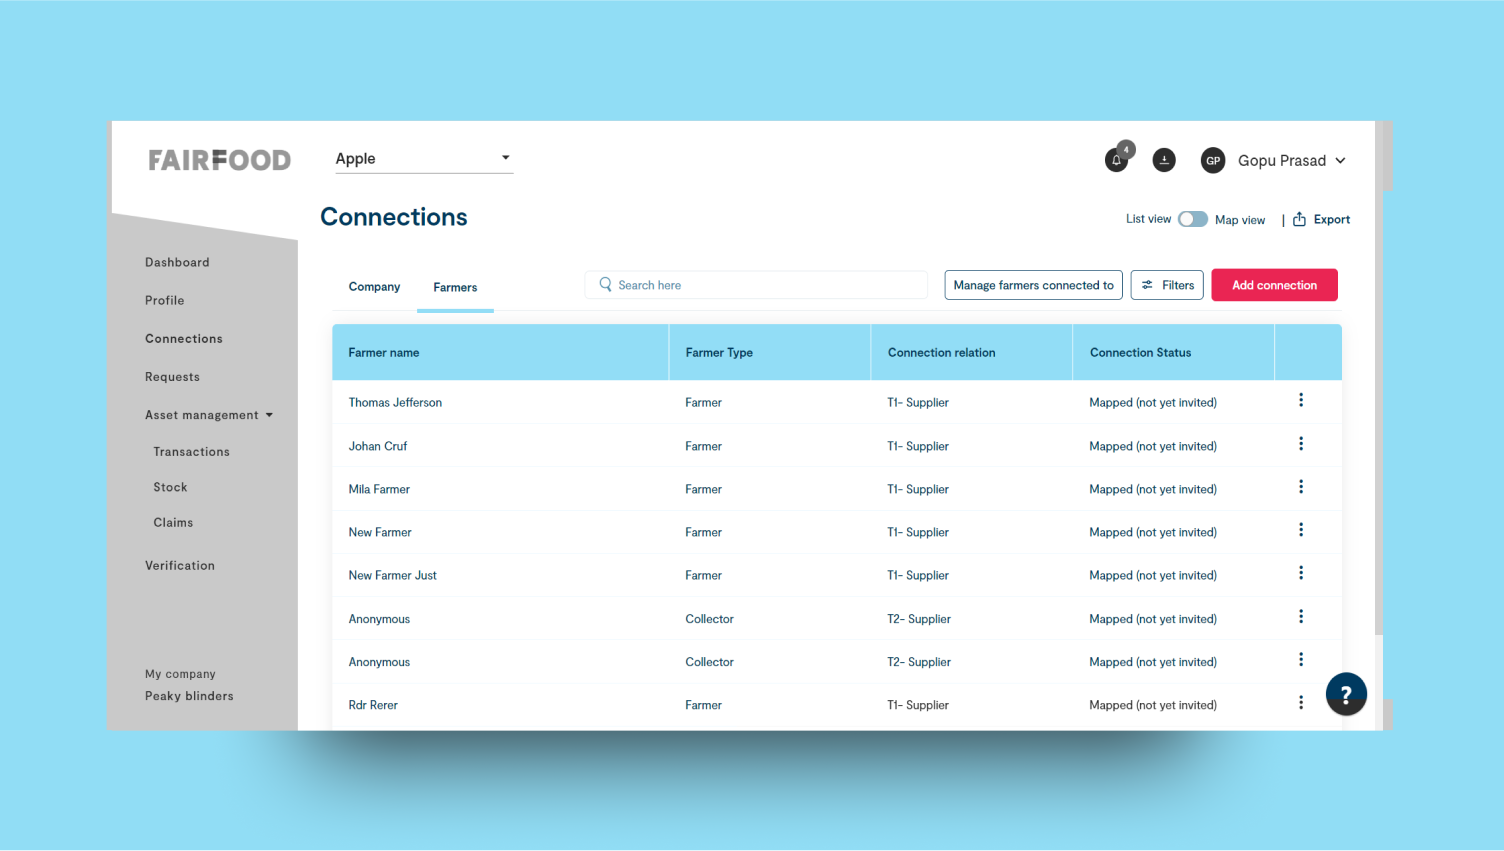 FAIRFOOD
Apple
4
GP
Gopu Prasad
Connections
List view
Map view
|
Export
Dashboard
Profile
Connections
Requests
Asset management
Transactions
Stock
Claims
Verification
My company
Peaky blinders
Company
Farmers
Search here
Manage farmers connected to
Filters
Add connection
Farmer name Farmer Type Connection relation Connection Status
Thomas Jefferson Farmer T1- Supplier Mapped (not yet invited)
Johan Cruf Farmer T1- Supplier Mapped (not yet invited)
Mila Farmer Farmer T1- Supplier Mapped (not yet invited)
New Farmer Farmer T1- Supplier Mapped (not yet invited)
New Farmer Just Farmer T1- Supplier Mapped (not yet invited)
Anonymous Collector T2- Supplier Mapped (not yet invited)
Anonymous Collector T2- Supplier Mapped (not yet invited)
Rdr Rerer Farmer T1- Supplier Mapped (not yet invited)
?